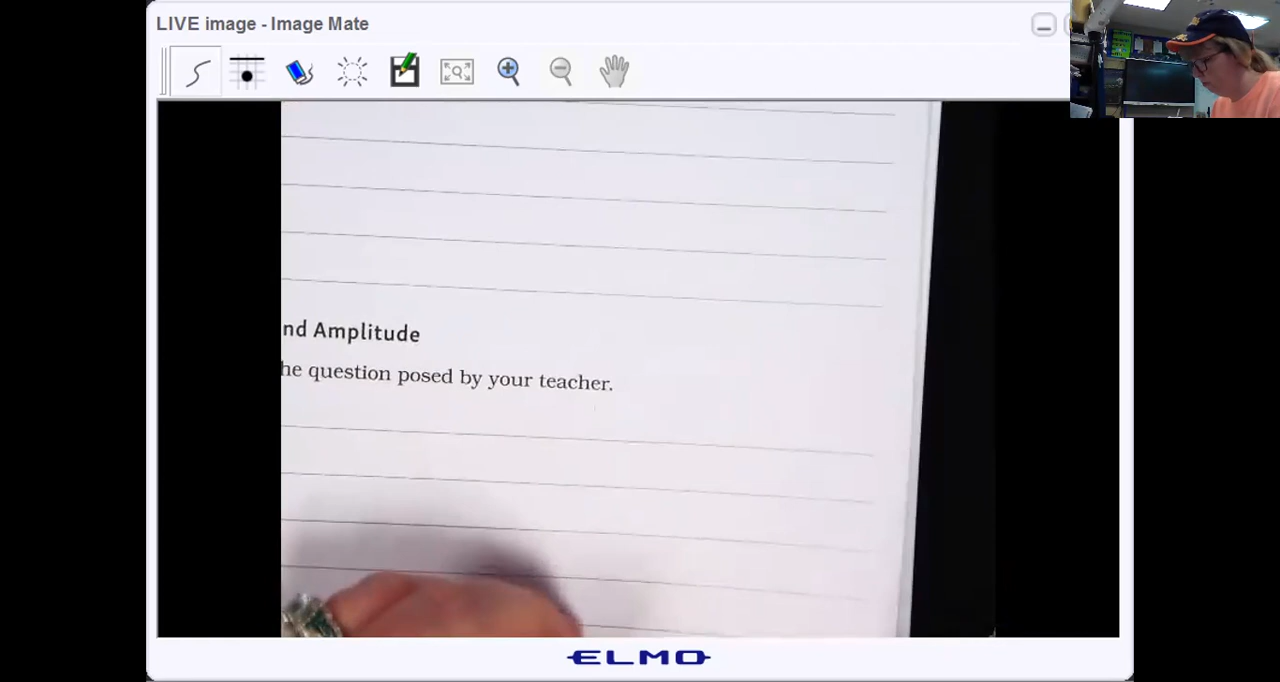 LIVE image - Image Mate
nd Amplitude
he question posed by your teacher.
ELMO